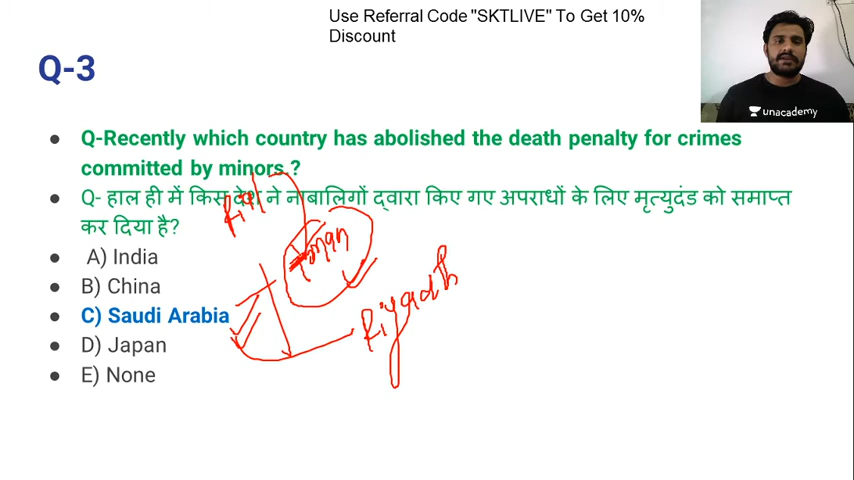 Use Referral Code "SKTLIVE" To Get 10%
Discount
unacademy
Q-3
Q-Recently which country has abolished the death penalty for crimes
committed by minors.?
Q- हाल ही में किस देश ने नाबालिगों द्वारा किए गए अपराधों के लिए मृत्युदंड को समाप्त
कर दिया है?
A) India
B) China
C) Saudi Arabia
D) Japan
E) None
Riyadh